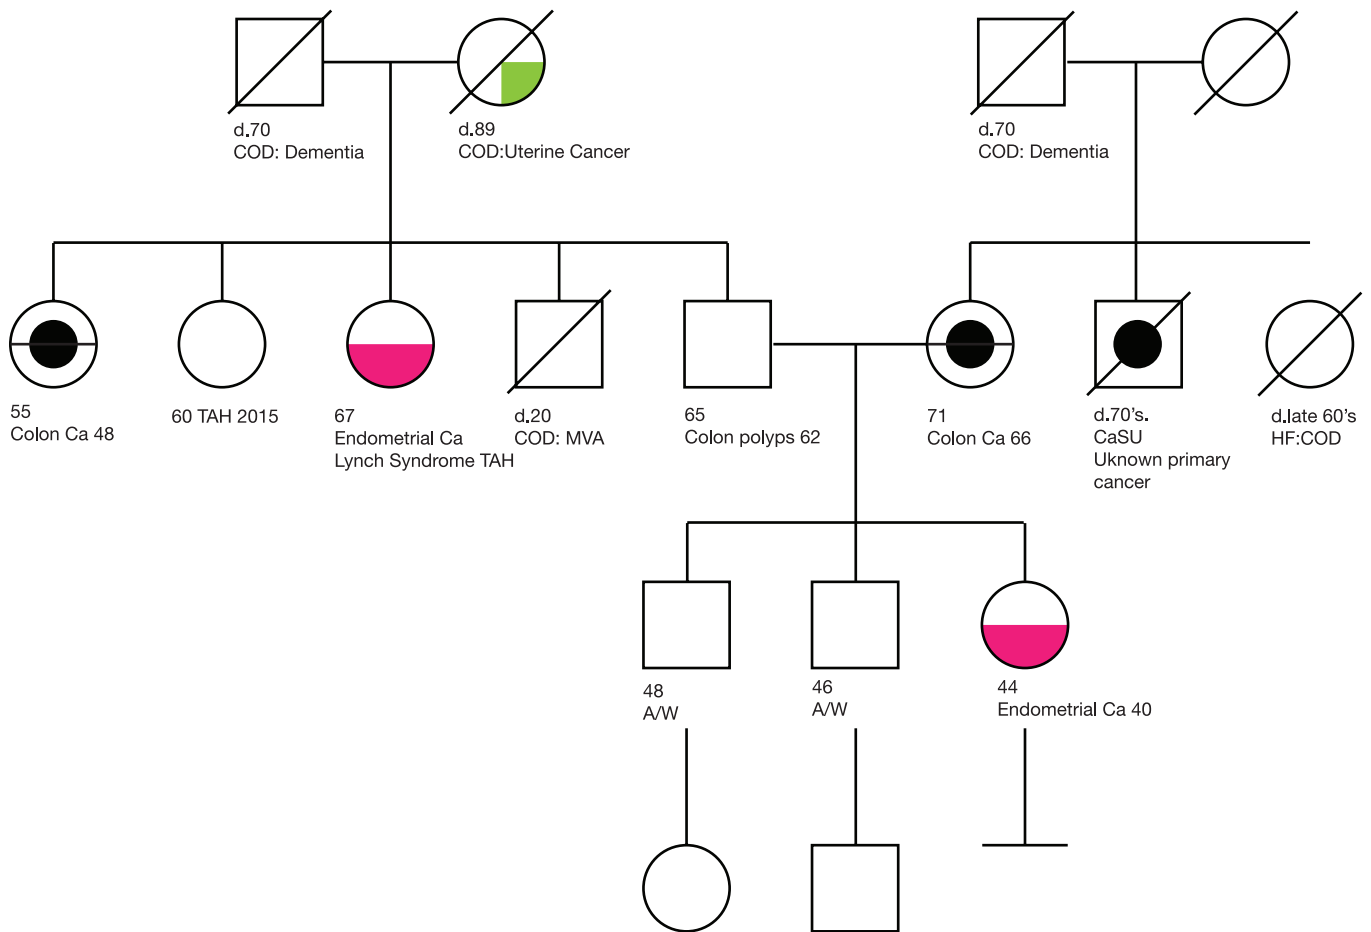 d.70
COD: Dementia
d.89
COD:Uterine Cancer
d.70
COD: Dementia
55
Colon Ca 48
60 TAH 2015
67
Endometrial Ca
Lynch Syndrome TAH
d.20
COD: MVA
65
Colon polyps 62
71
Colon Ca 66
d.70's.
CaSU
Uknown primary
cancer
d.late 60's
HF:COD
48
A/W
46
A/W
44
Endometrial Ca 40